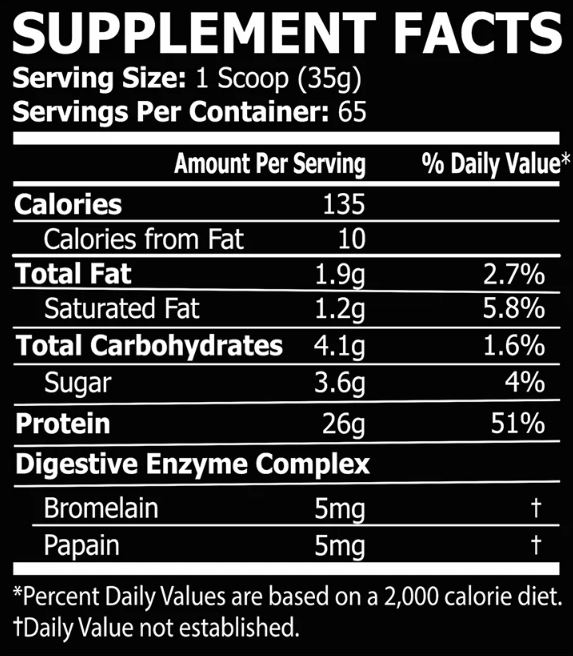 SUPPLEMENT FACTS
Serving Size: 1 Scoop (35g)
Servings Per Container: 65
Amount Per Serving % Daily Value*
Calories 135
Calories from Fat 10
Total Fat 1.9g 2.7%
Saturated Fat 1.2g 5.8%
Total Carbohydrates 4.1g 1.6%
Sugar 3.6g 4%
Protein 26g 51%
Digestive Enzyme Complex
Bromelain 5mg †
Papain 5mg †
*Percent Daily Values are based on a 2,000 calorie diet.
†Daily Value not established.